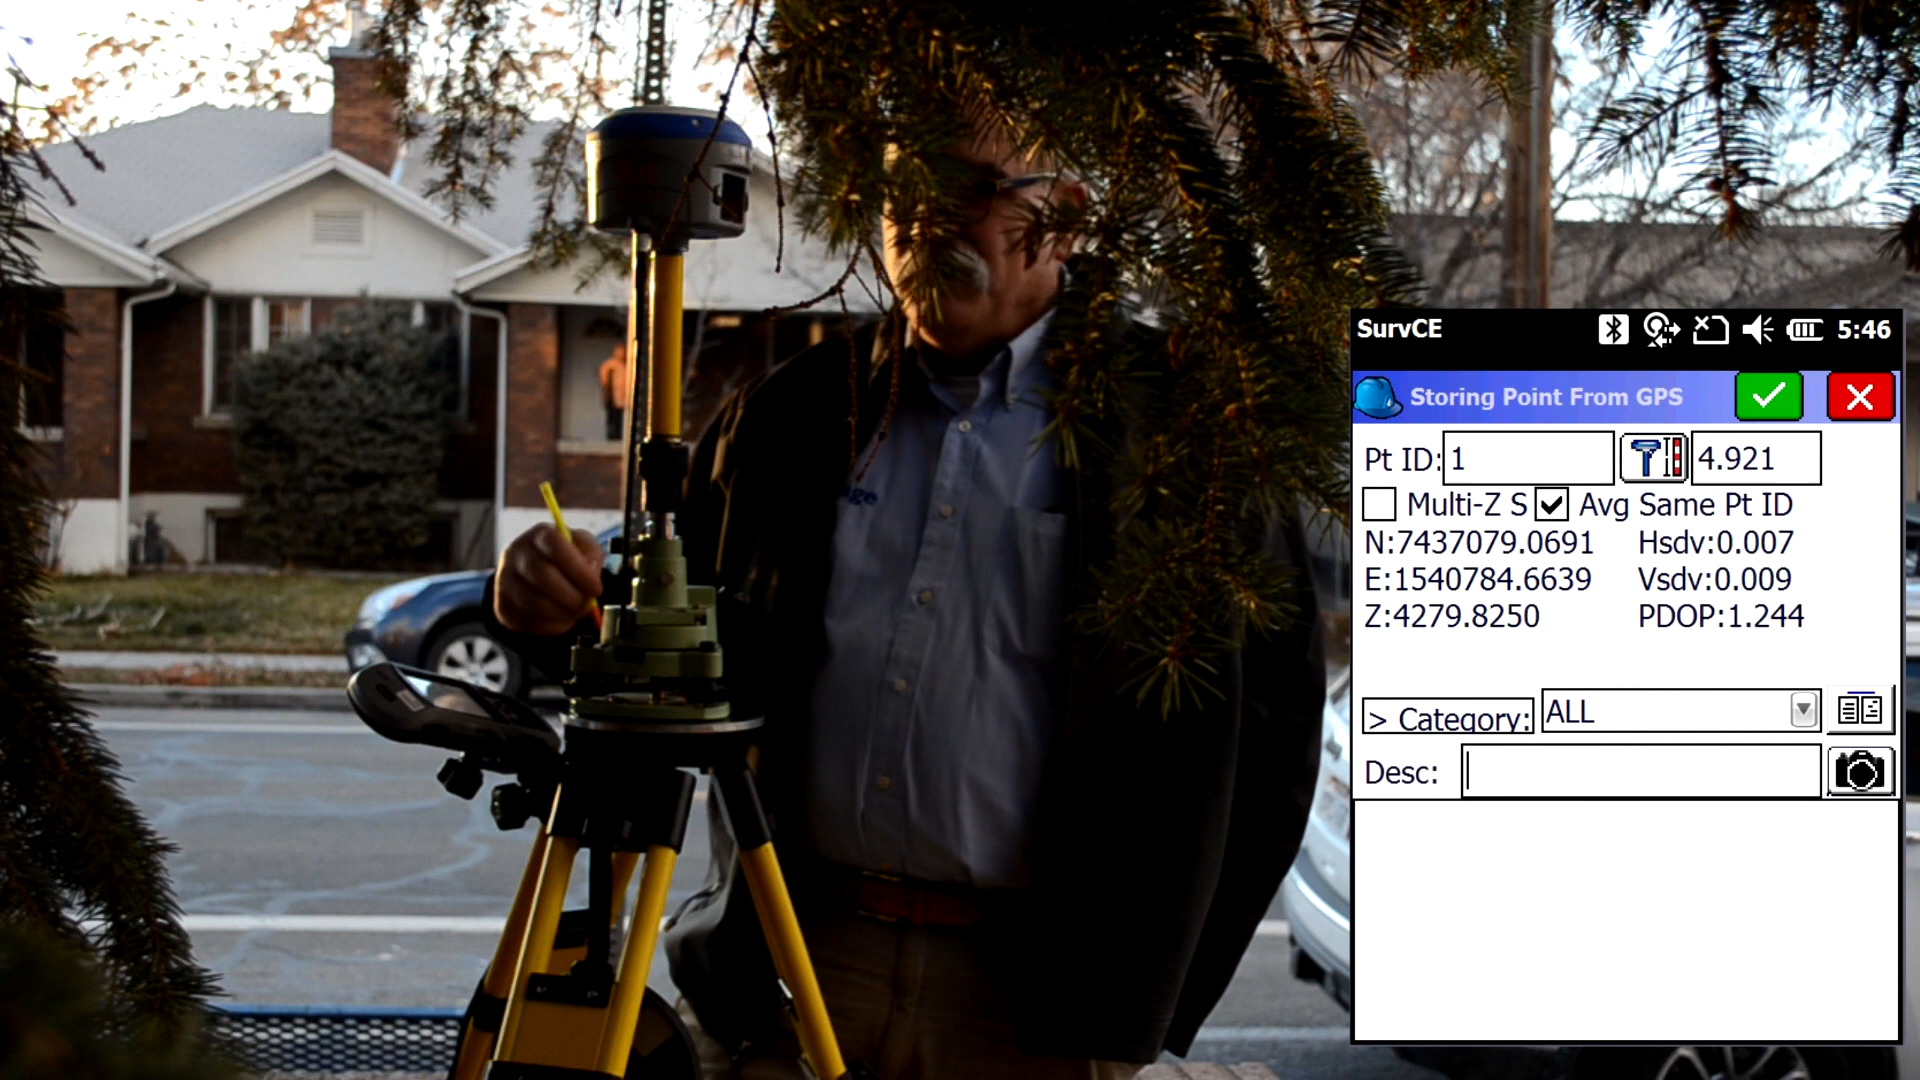 SurvCE 5:46
Storing Point From GPS
Pt ID: 1 4.921
Multi-Z S Avg Same Pt ID
N:7437079.0691 Hsdv:0.007
E:1540784.6639 Vsdv:0.009
Z:4279.8250 PDOP:1.244
> Category: ALL
Desc: